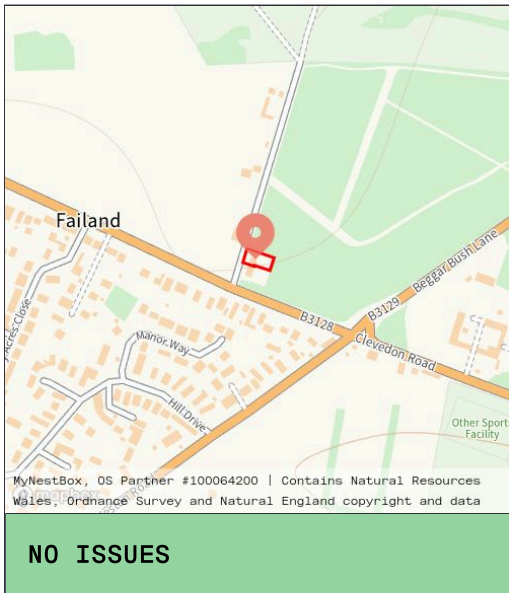 Failand
Beggar Bush Lane
B3129
B3128
Clevedon Road
Manor Way
Acres Close
Hill Drive
Other Sports
Facility
MyNestBox, OS Partner #100064200 | Contains Natural Resources
Wales, Ordnance Survey and Natural England copyright and data
mapbox
NO ISSUES